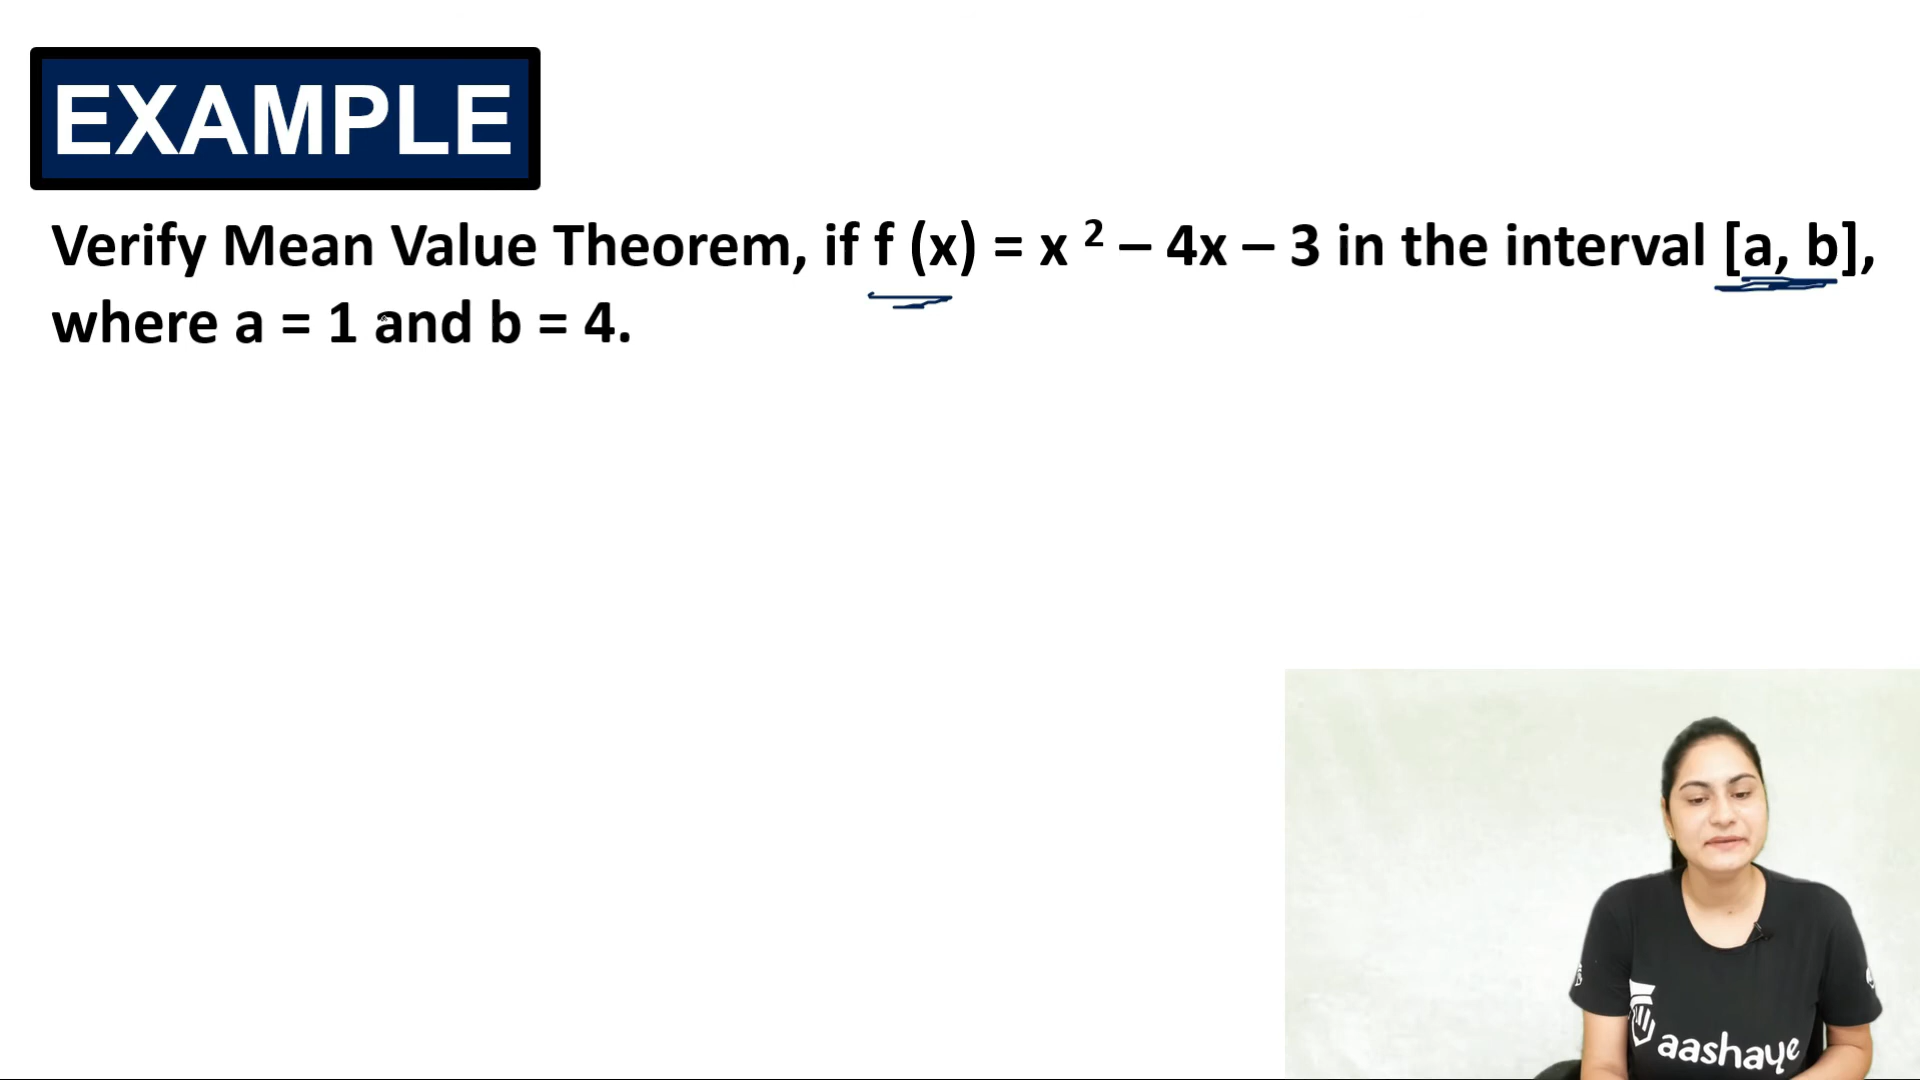 EXAMPLE
Verify Mean Value Theorem, if f (x) = x ² – 4x – 3 in the interval [a, b],
where a = 1 and b = 4.
aashaye